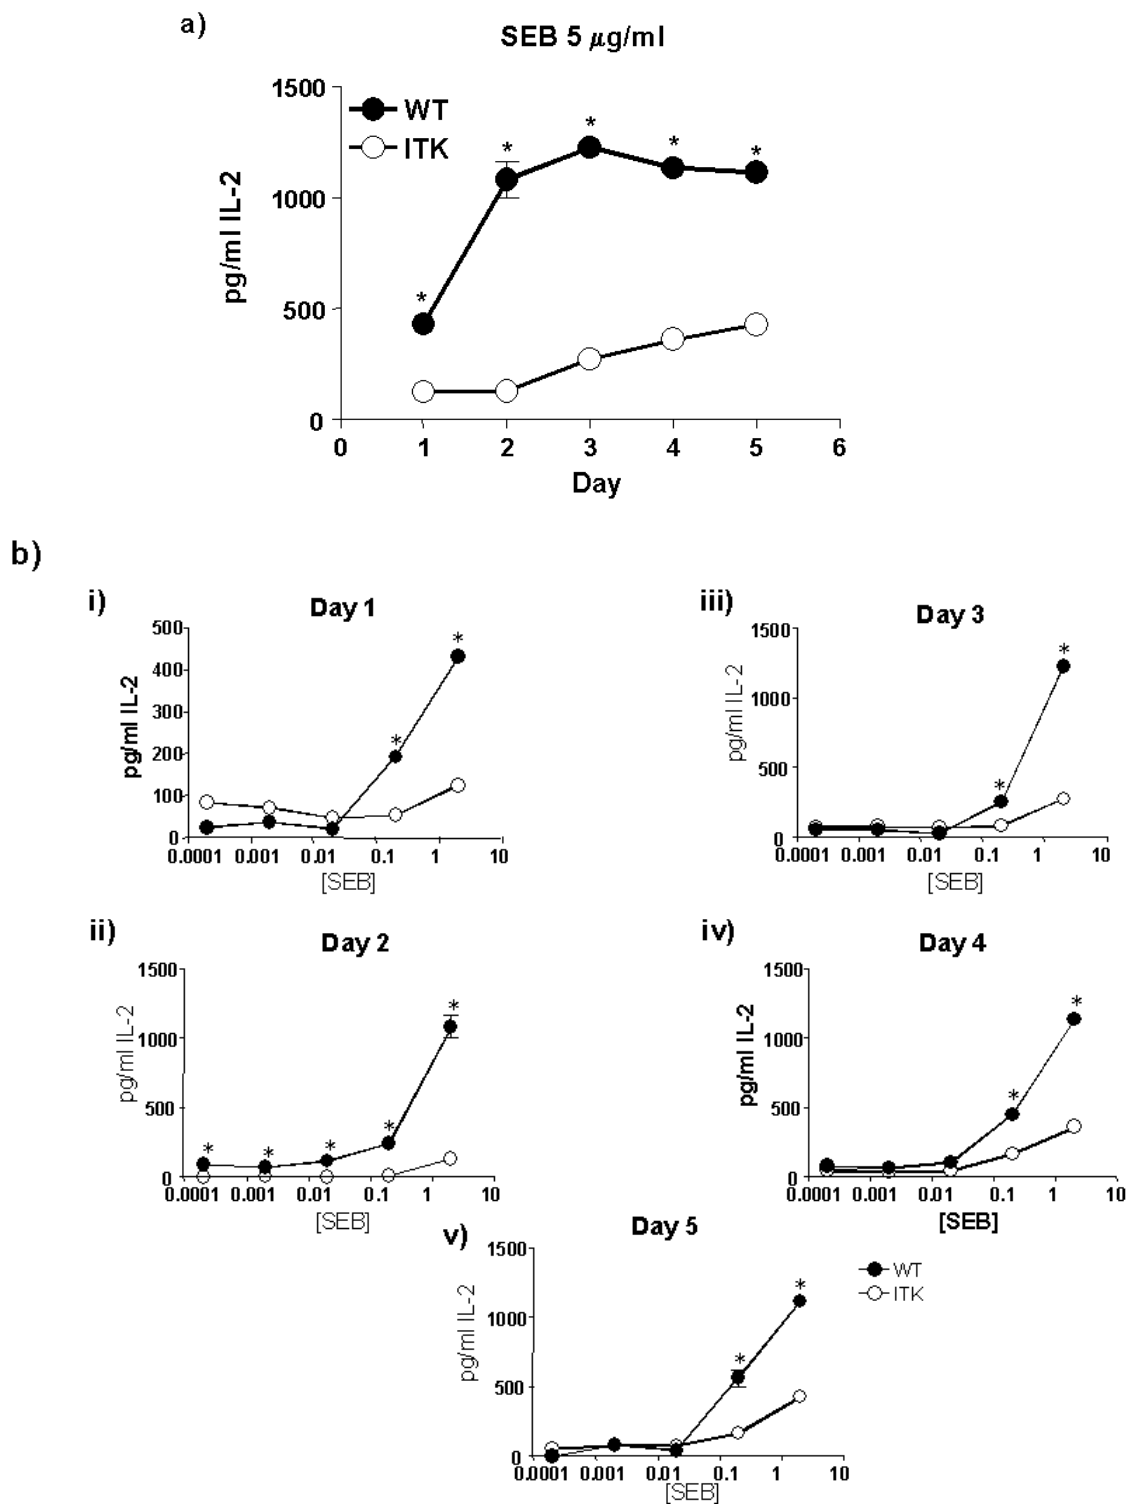 a)
SEB 5 μg/ml
1500
WT
ITK
*
*
*
*
*
1000
500
0
pg/ml IL-2
0 1 2 3 4 5 6
Day
b)
i)
Day 1
500
400
300
200
100
0
pg/ml IL-2
*
*
0.0001 0.001 0.01 0.1 1 10
[SEB]
iii)
Day 3
1500
1000
500
0
pg/ml IL-2
*
*
0.0001 0.001 0.01 0.1 1 10
[SEB]
ii)
Day 2
1500
1000
500
0
pg/ml IL-2
*
*
*
*
*
0.0001 0.001 0.01 0.1 1 10
[SEB]
iv)
Day 4
1500
1000
500
0
pg/ml IL-2
*
*
0.0001 0.001 0.01 0.1 1 10
[SEB]
v)
Day 5
1500
1000
500
0
pg/ml IL-2
*
*
WT
ITK
0.0001 0.001 0.01 0.1 1 10
[SEB]